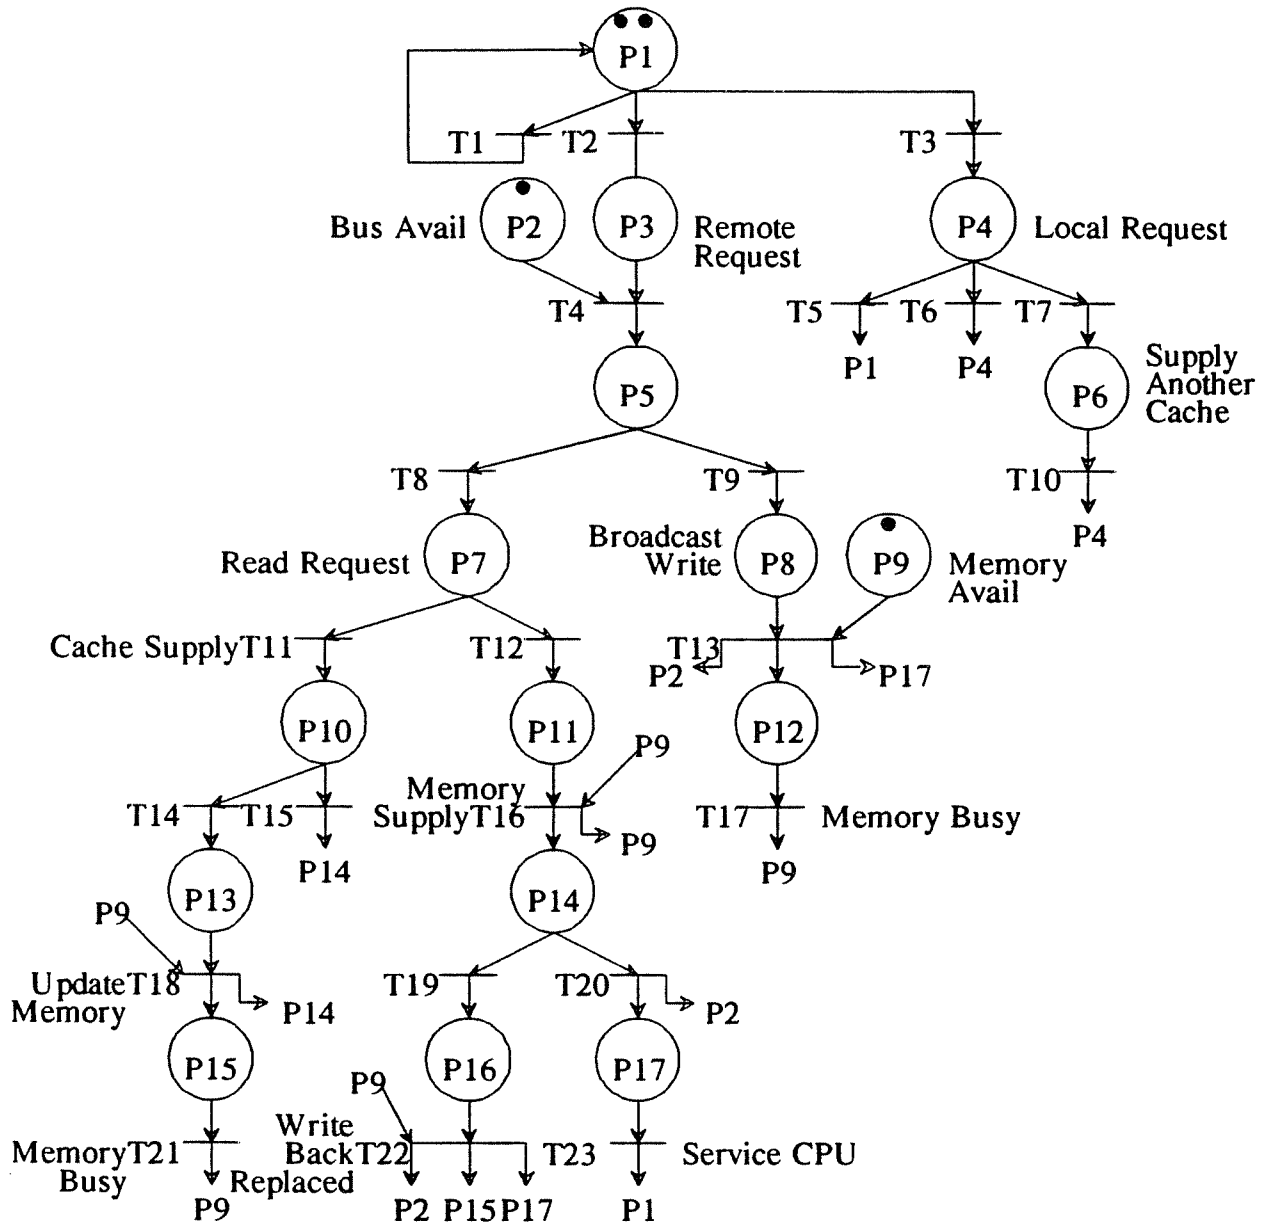 P1
T1
T2
T3
Bus Avail
P2
P3
Remote
Request
P4
Local Request
T4
T5
T6
T7
P1
P4
P5
P6
Supply
Another
Cache
T8
T9
T10
P4
Read Request
P7
Broadcast
Write
P8
P9
Memory
Avail
Cache SupplyT11
T12
T13
P2
P17
P10
P11
P9
P12
T14
T15
Memory
SupplyT16
P9
T17
Memory Busy
P14
P9
P13
P14
P9
UpdateT18
Memory
P14
T19
T20
P2
P15
P16
P17
P9
MemoryT21
Busy
Write
BackT22
Replaced
T23
Service CPU
P9
P2
P15
P17
P1